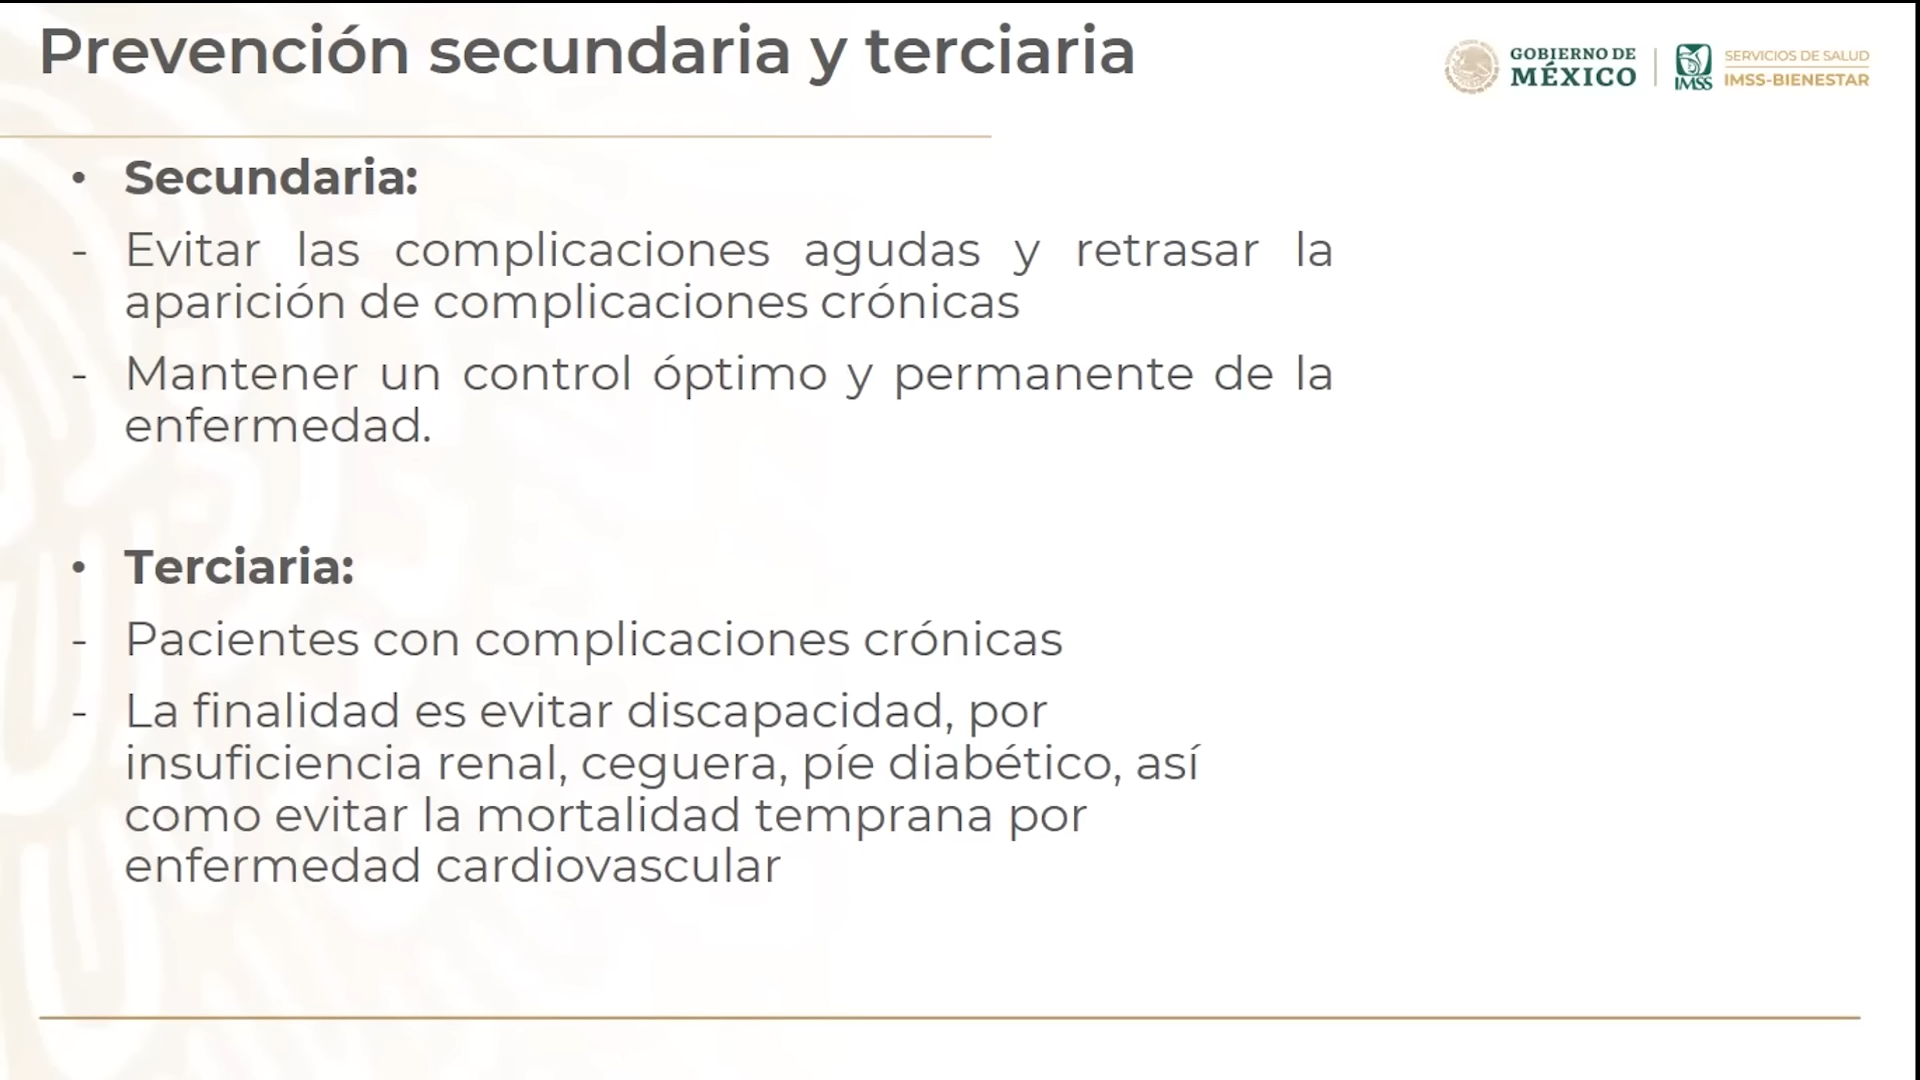 Prevención secundaria y terciaria
GOBIERNO DE
MÉXICO
IMSS
SERVICIOS DE SALUD
IMSS-BIENESTAR
• Secundaria:
- Evitar las complicaciones agudas y retrasar la
aparición de complicaciones crónicas
- Mantener un control óptimo y permanente de la
enfermedad.
• Terciaria:
- Pacientes con complicaciones crónicas
- La finalidad es evitar discapacidad, por
insuficiencia renal, ceguera, píe diabético, así
como evitar la mortalidad temprana por
enfermedad cardiovascular